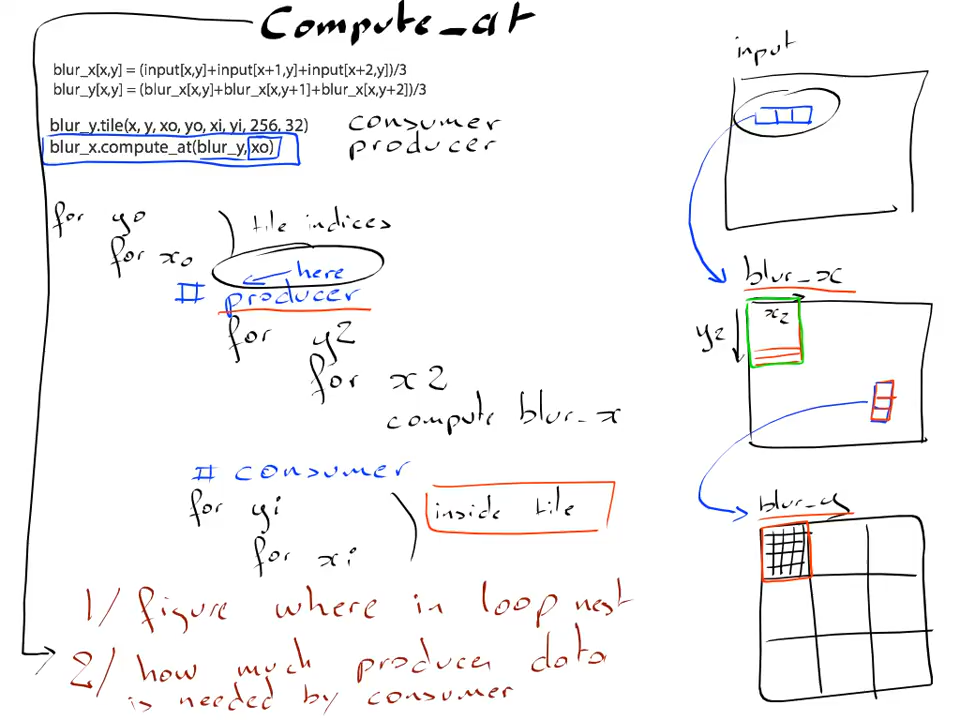 Compute_at
blur_x[x,y] = (input[x,y]+input[x+1,y]+input[x+2,y])/3
blur_y[x,y] = (blur_x[x,y]+blur_x[x,y+1]+blur_x[x,y+2])/3
blur_y.tile(x, y, xo, yo, xi, yi, 256, 32) consumer
blur_x.compute_at(blur_y, xo) producer
for yo
for xo
tile indices
here
# producer
for y2
for x2
compute blur_x
# consumer
for yi
for xi
inside tile
1/ figure where in loop nest
2/ how much producer data
is needed by consumer
input
blur_x
x2
y2
blur_y